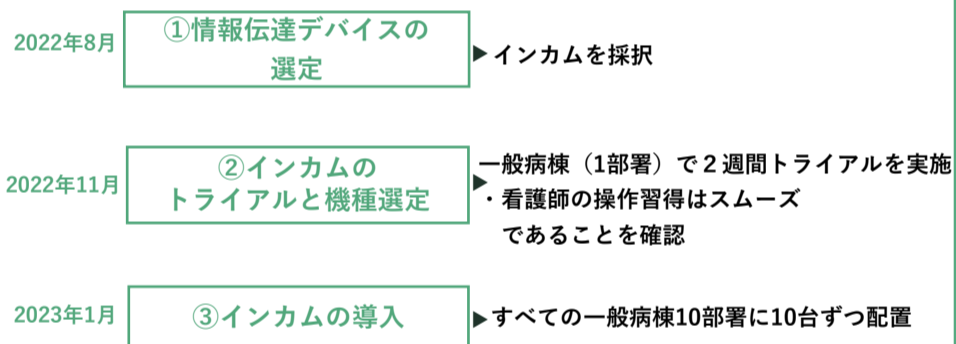 2022年8月
①情報伝達デバイスの
選定
▶インカムを採択
2022年11月
②インカムの
トライアルと機種選定
一般病棟（1部署）で２週間トライアルを実施
・看護師の操作習得はスムーズ
であることを確認
2023年1月
③インカムの導入
▶すべての一般病棟10部署に10台ずつ配置